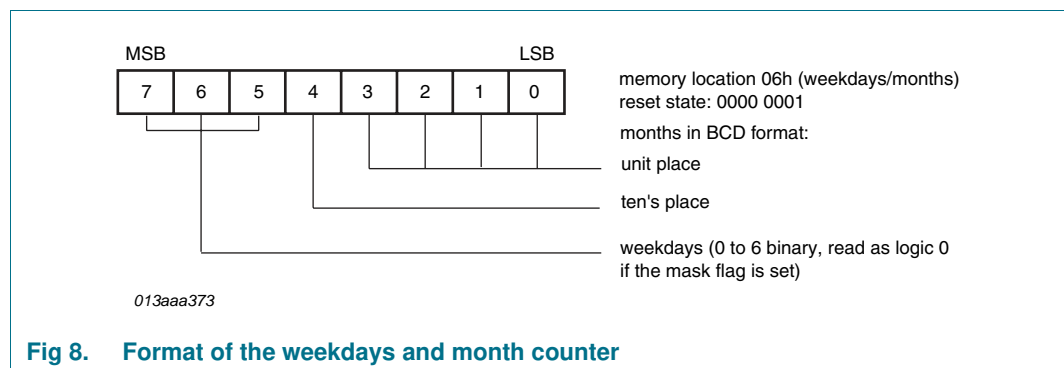 MSB LSB
7 6 5 4 3 2 1 0
memory location 06h (weekdays/months)
reset state: 0000 0001
months in BCD format:
unit place
ten's place
weekdays (0 to 6 binary, read as logic 0
if the mask flag is set)
013aaa373
Fig 8. Format of the weekdays and month counter